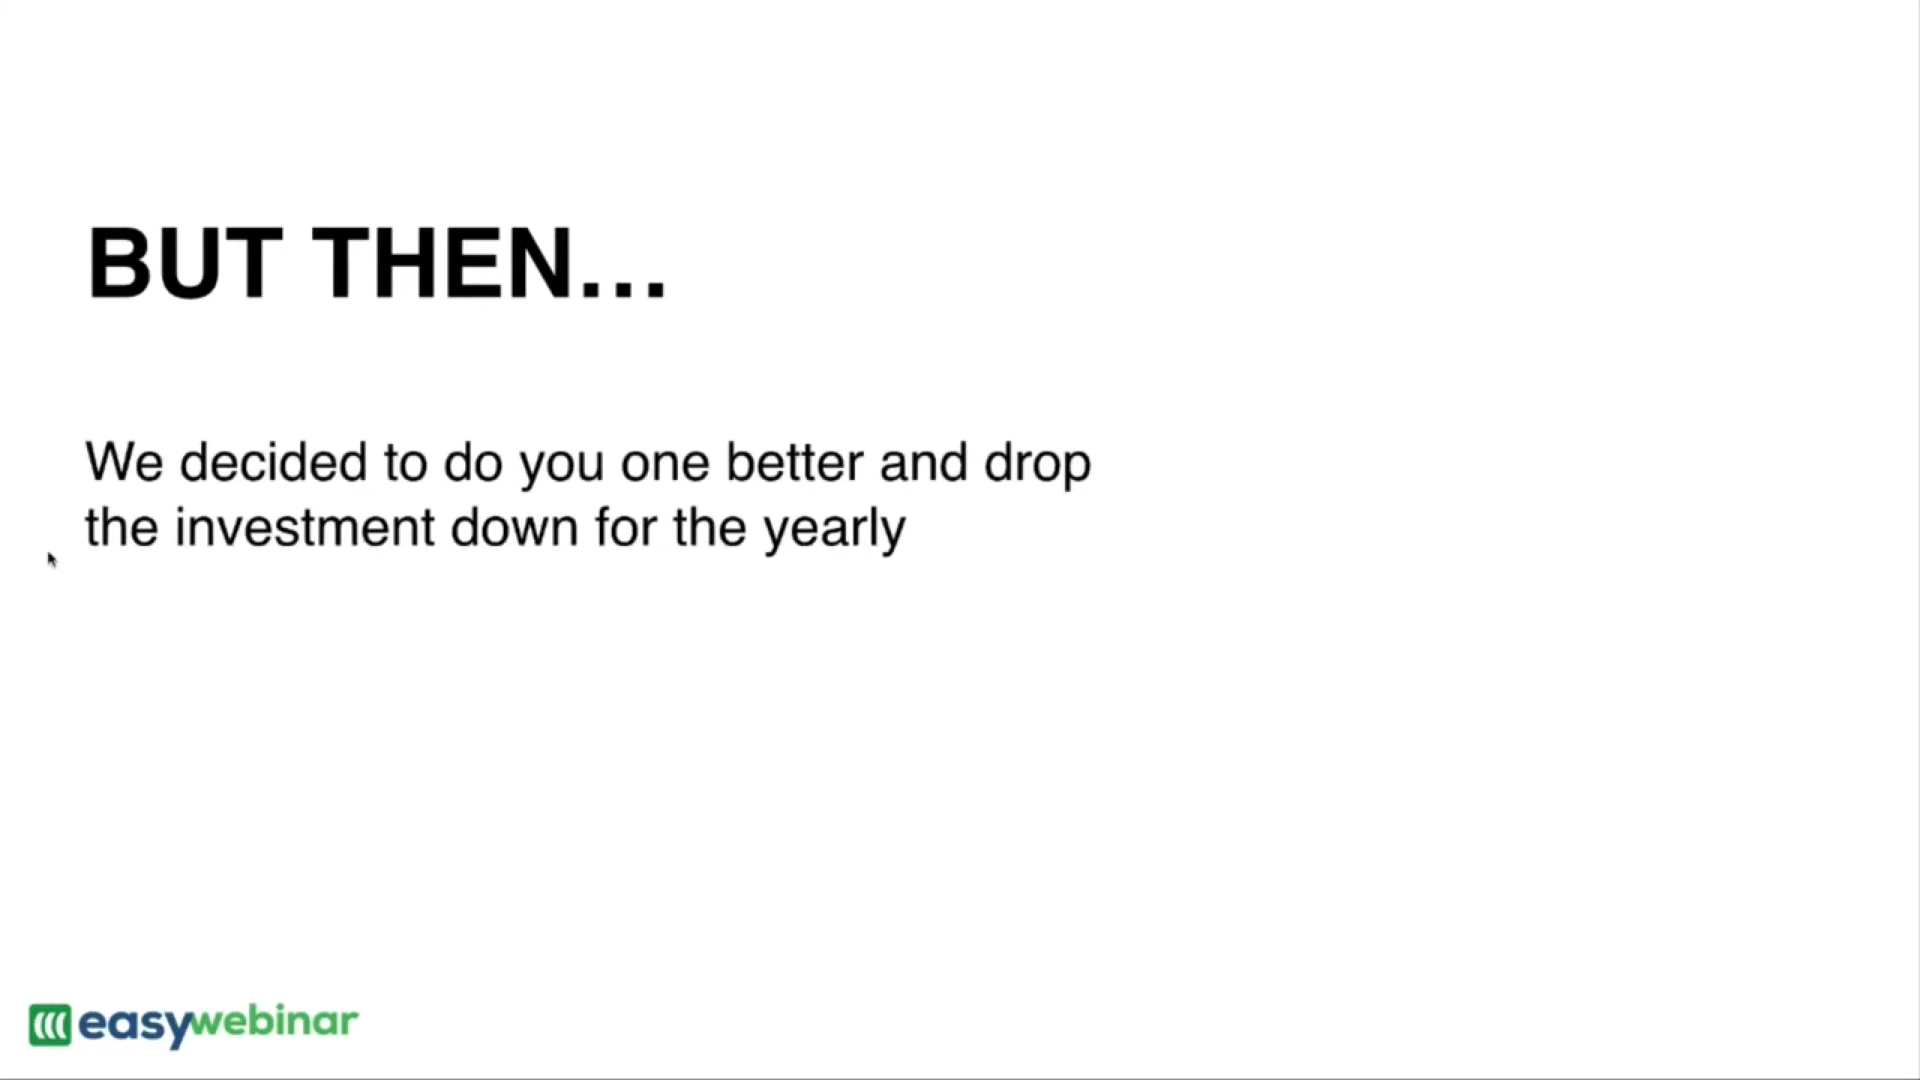 BUT THEN...
We decided to do you one better and drop
the investment down for the yearly
easywebinar